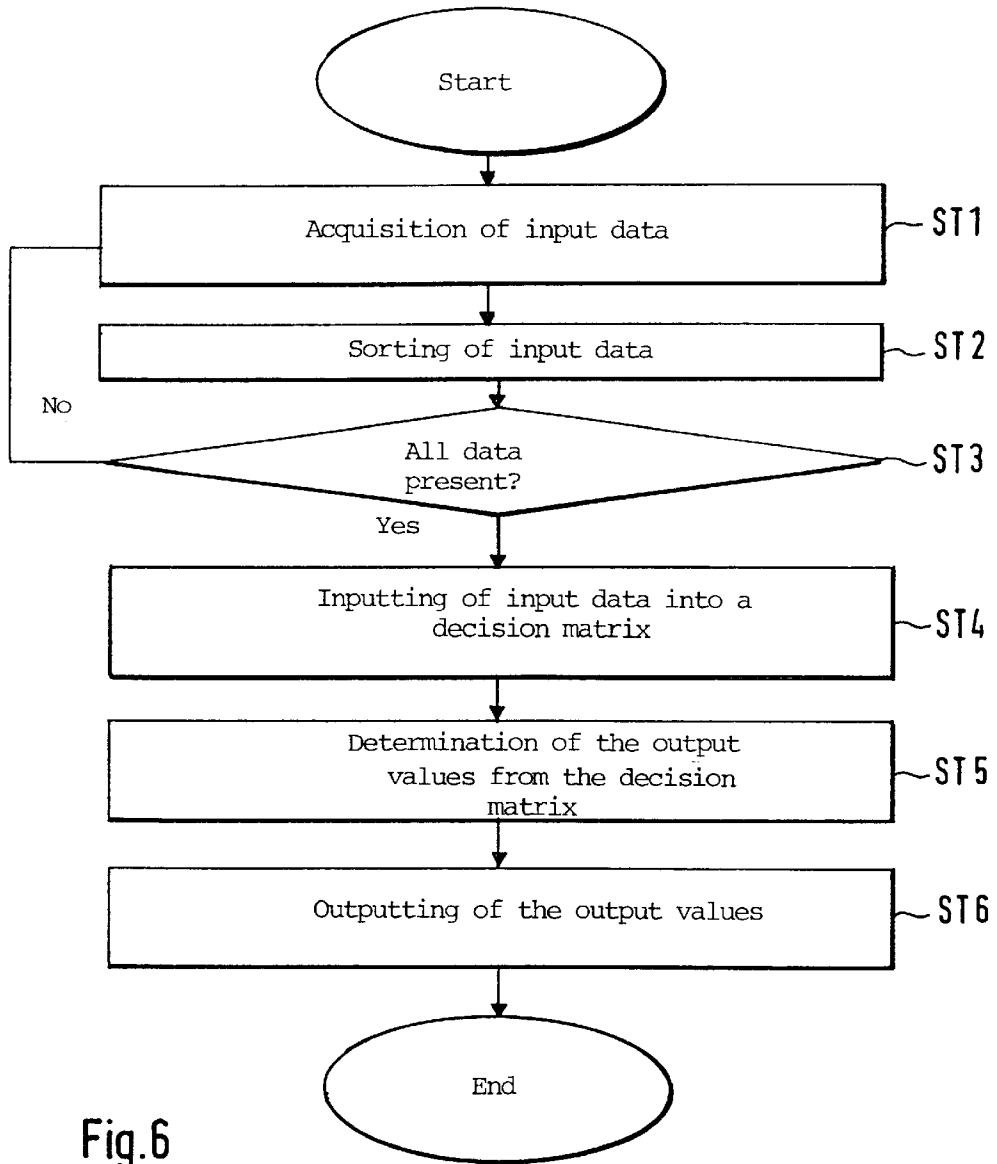 Start
Acquisition of input data
ST1
Sorting of input data
ST2
No
All data
present?
ST3
Yes
Inputting of input data into a
decision matrix
ST4
Determination of the output
values from the decision
matrix
ST5
Outputting of the output values
ST6
End
Fig.6